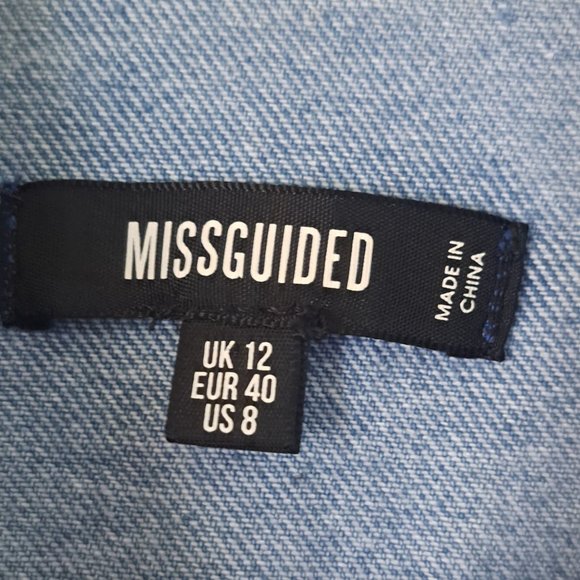 MISSGUIDED
MADE IN
CHINA
UK 12
EUR 40
US 8